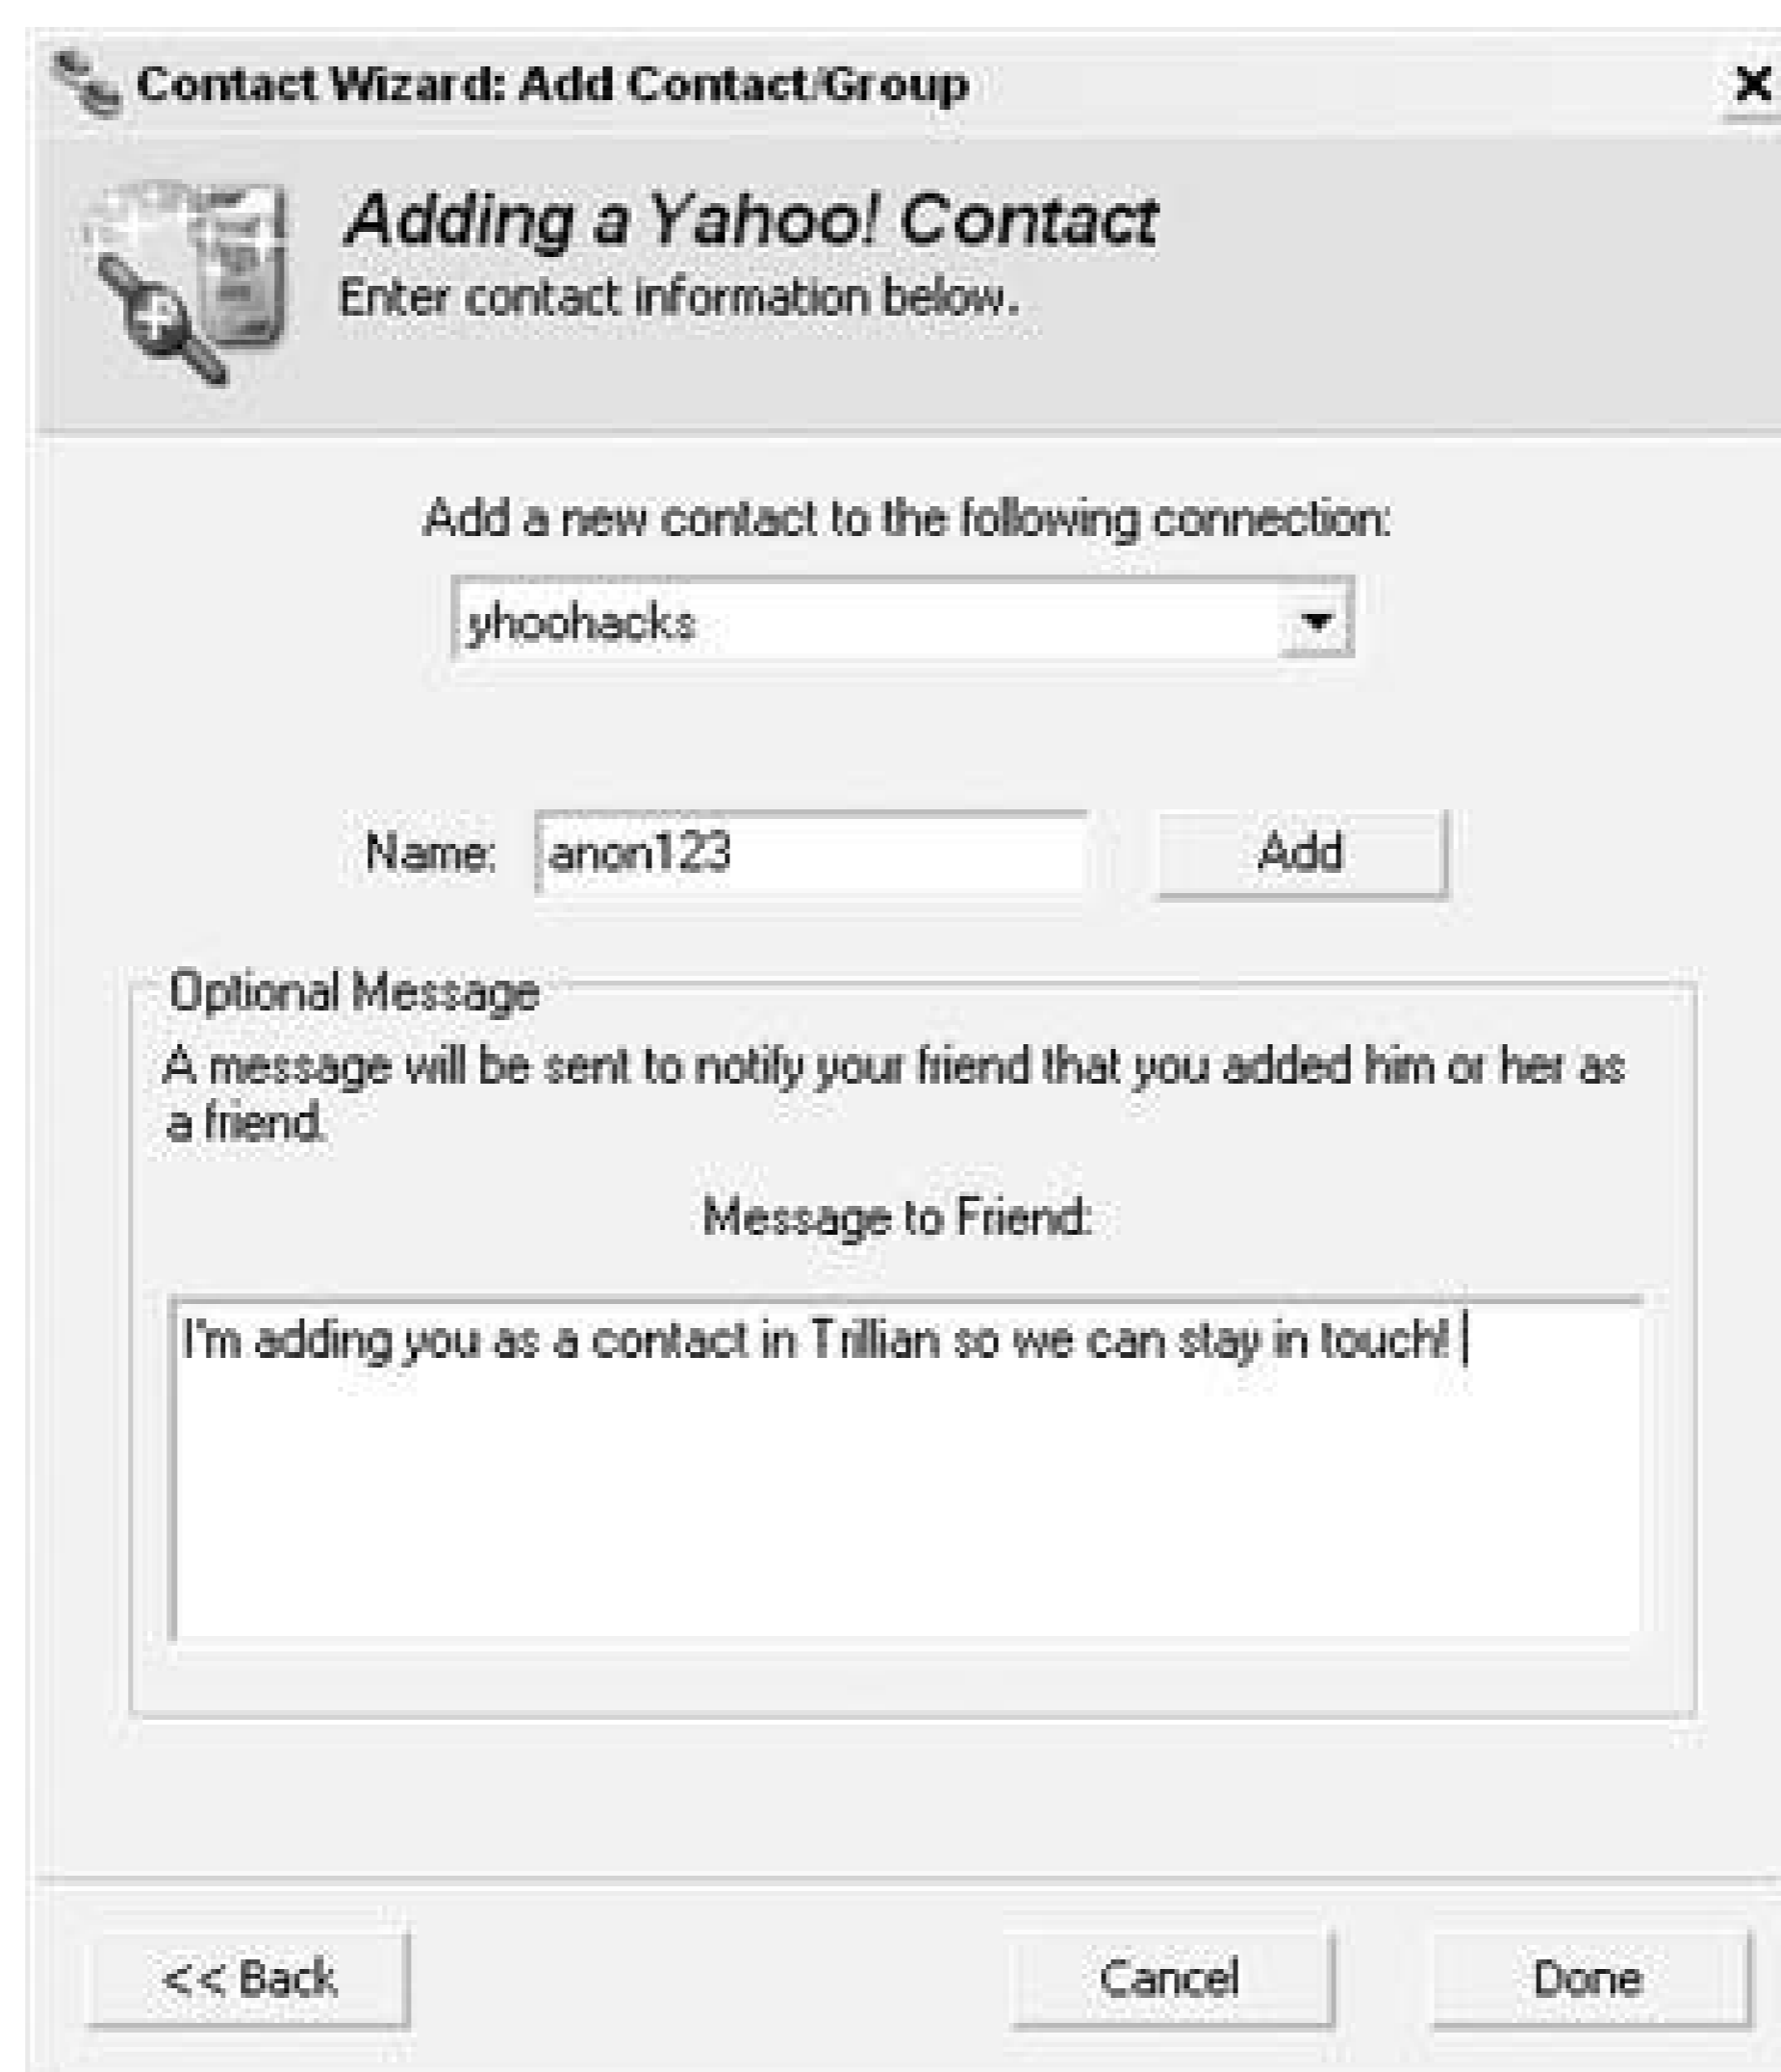 Contact Wizard: Add Contact/Group
Adding a Yahoo! Contact
Enter contact information below.
Add a new contact to the following connection:
yhoohacks
Name: anon123 Add
Optional Message
A message will be sent to notify your friend that you added him or her as
a friend.
Message to Friend:
I'm adding you as a contact in Trillian so we can stay in touch!
<< Back Cancel Done